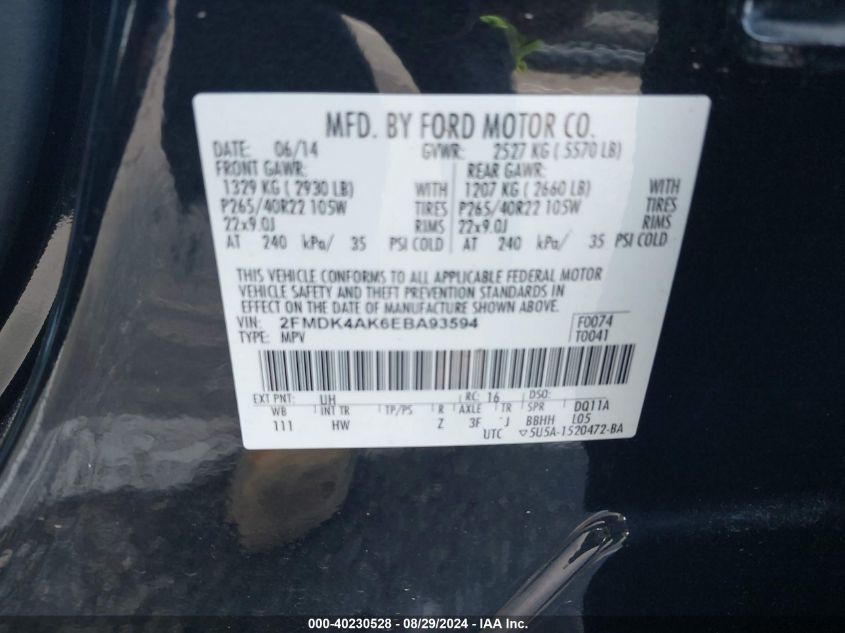 MFD. BY FORD MOTOR CO.
DATE: 06/14 GVWR: 2527 KG ( 5570 LB)
FRONT GAWR: REAR GAWR:
1329 KG ( 2930 LB) WITH 1207 KG ( 2660 LB) WITH
P265/40R22 105W TIRES P265/40R22 105W TIRES
22x9.0J RIMS 22x9.0J RIMS
AT 240 kPa/ 35 PSI COLD AT 240 kPa/ 35 PSI COLD
THIS VEHICLE CONFORMS TO ALL APPLICABLE FEDERAL MOTOR
VEHICLE SAFETY AND THEFT PREVENTION STANDARDS IN
EFFECT ON THE DATE OF MANUFACTURE SHOWN ABOVE.
VIN: 2FMDK4AK6EBA93594 F0074
TYPE: MPV T0041
EXT PNT: UH RC: 16 DSO:
WB INT TR TP/PS R AXLE TR SPR DQ11A
111 HW Z 3F J BBHH L05
UTC ▽5U5A-1520472-BA
000-40230528 - 08/29/2024 - IAA Inc.